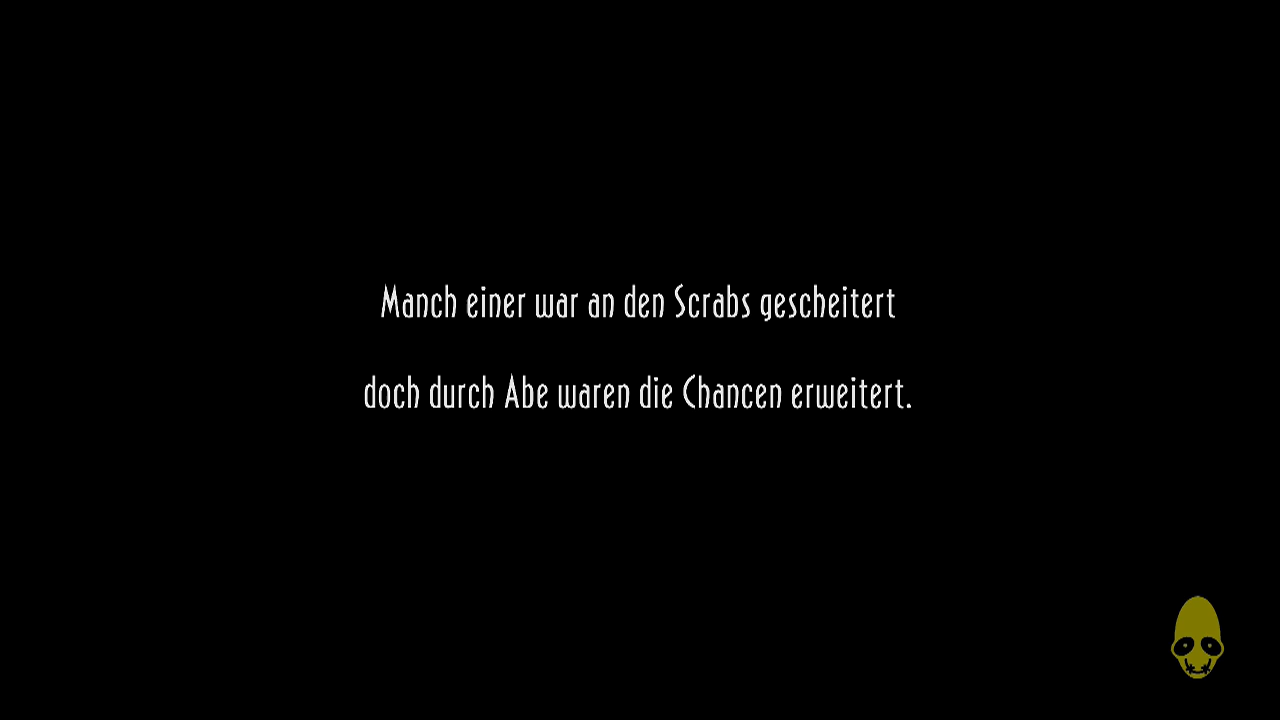 Manch einer war an den Scrabs gescheitert
doch durch Abe waren die Chancen erweitert.